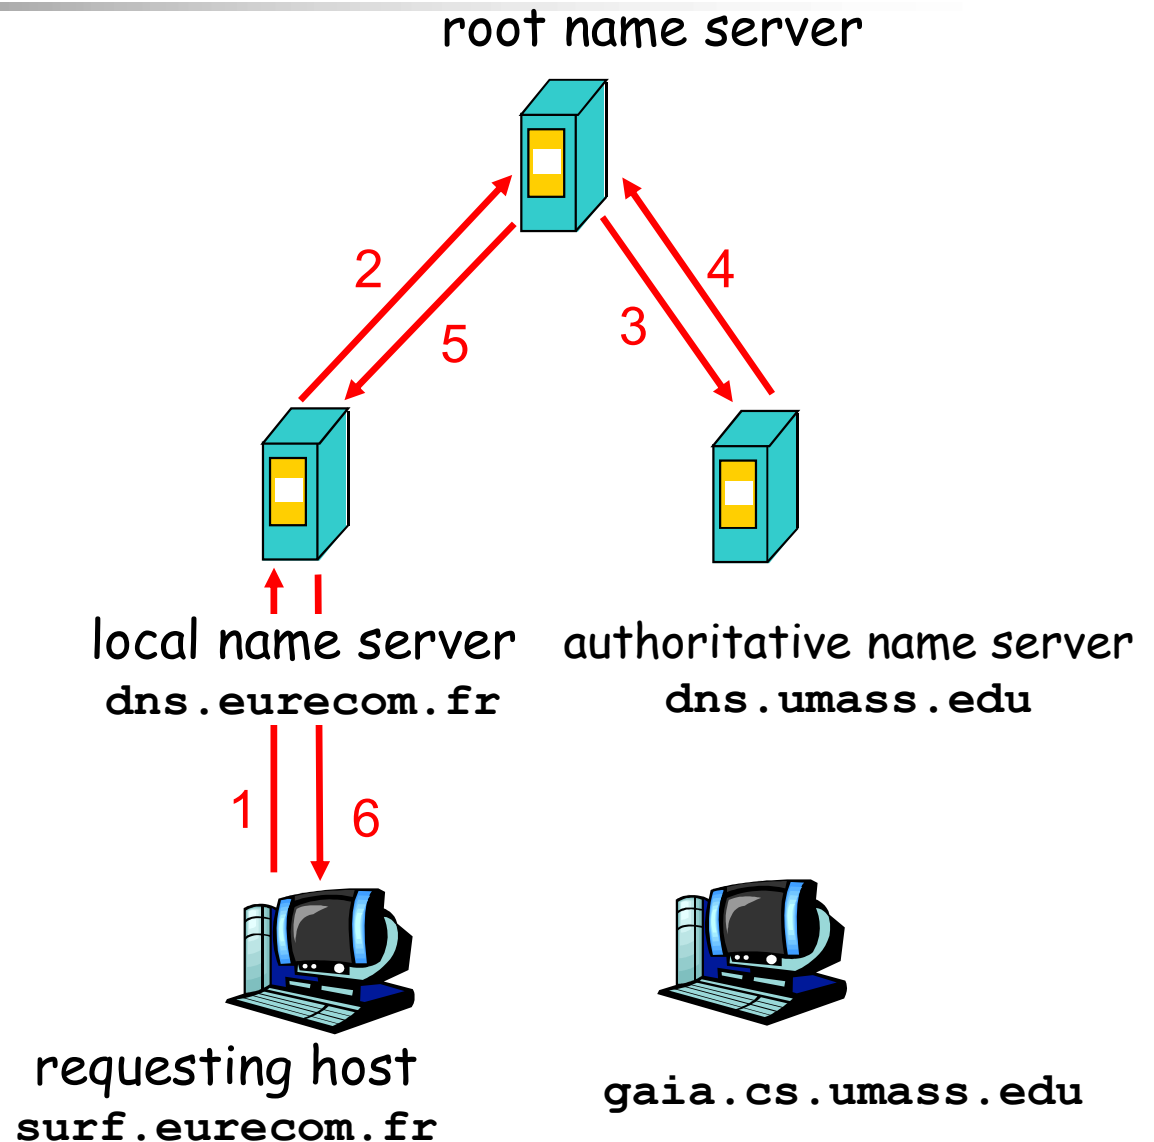 root name server
2
4
3
5
local name server
dns.eurecom.fr
authoritative name server
dns.umass.edu
1
6
requesting host
surf.eurecom.fr
gaia.cs.umass.edu